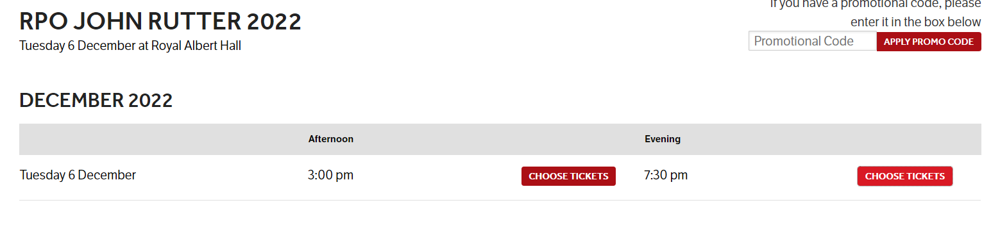 If you have a promotional code, please
RPO JOHN RUTTER 2022
enter it in the box below
Tuesday 6 December at Royal Albert Hall
Promotional Code
APPLY PROMO CODE
DECEMBER 2022
Afternoon
Evening
Tuesday 6 December
3:00 pm
CHOOSE TICKETS
7:30 pm
CHOOSE TICKETS